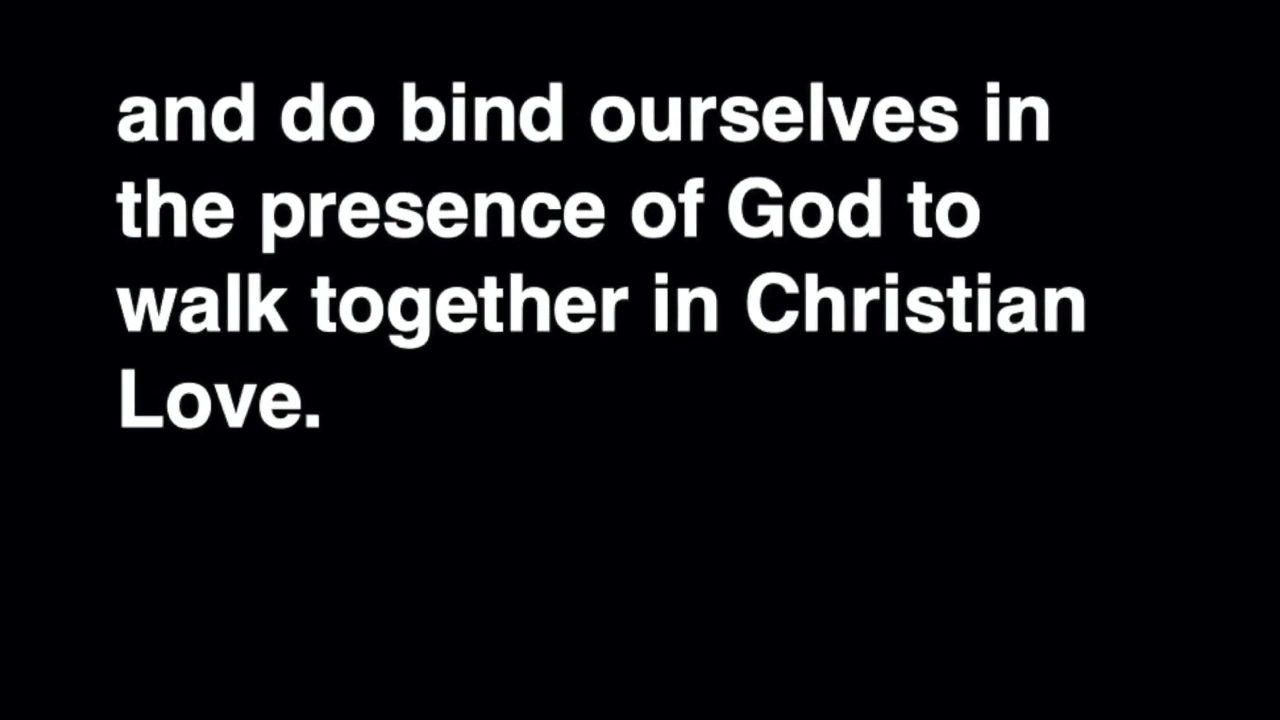 and do bind ourselves in
the presence of God to
walk together in Christian
Love.